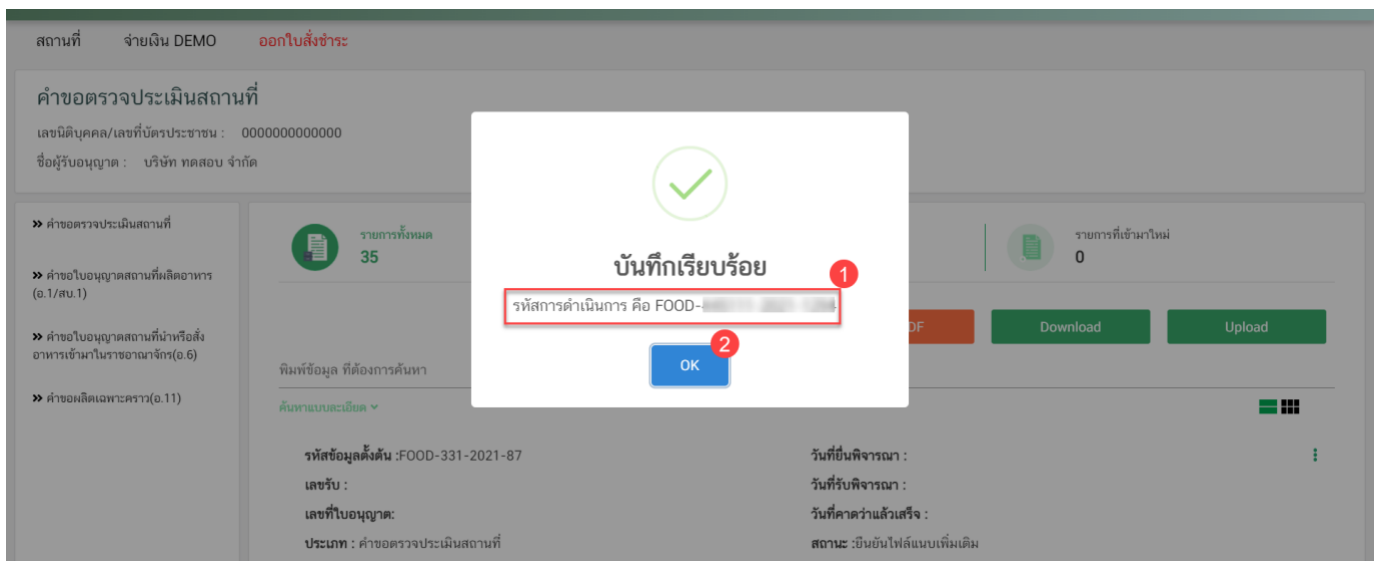 สถานที่ จ่ายเงิน DEMO ออกใบสั่งชำระ
คำขอตรวจประเมินสถานที่
เลขนิติบุคคล/เลขที่บัตรประชาชน : 0000000000000
ชื่อผู้รับอนุญาต : บริษัท ทดสอบ จำกัด
» คำขอตรวจประเมินสถานที่
» คำขอใบอนุญาตสถานที่ผลิตอาหาร
(อ.1/สบ.1)
» คำขอใบอนุญาตสถานที่นำหรือสั่ง
อาหารเข้ามาในราชอาณาจักร(อ.6)
» คำขอผลิตเฉพาะคราว(อ.11)
รายการทั้งหมด
35
รายการที่เข้ามาใหม่
0
บันทึกเรียบร้อย
1
รหัสการดำเนินการ คือ FOOD-
2
OK
DF Download Upload
พิมพ์ข้อมูล ที่ต้องการค้นหา
ค้นหาแบบละเอียด
รหัสข้อมูลตั้งต้น :FOOD-331-2021-87
เลขรับ :
เลขที่ใบอนุญาต:
ประเภท : คำขอตรวจประเมินสถานที่
วันที่ยื่นพิจารณา :
วันที่รับพิจารณา :
วันที่คาดว่าแล้วเสร็จ :
สถานะ :ยืนยันไฟล์แนบเพิ่มเติม